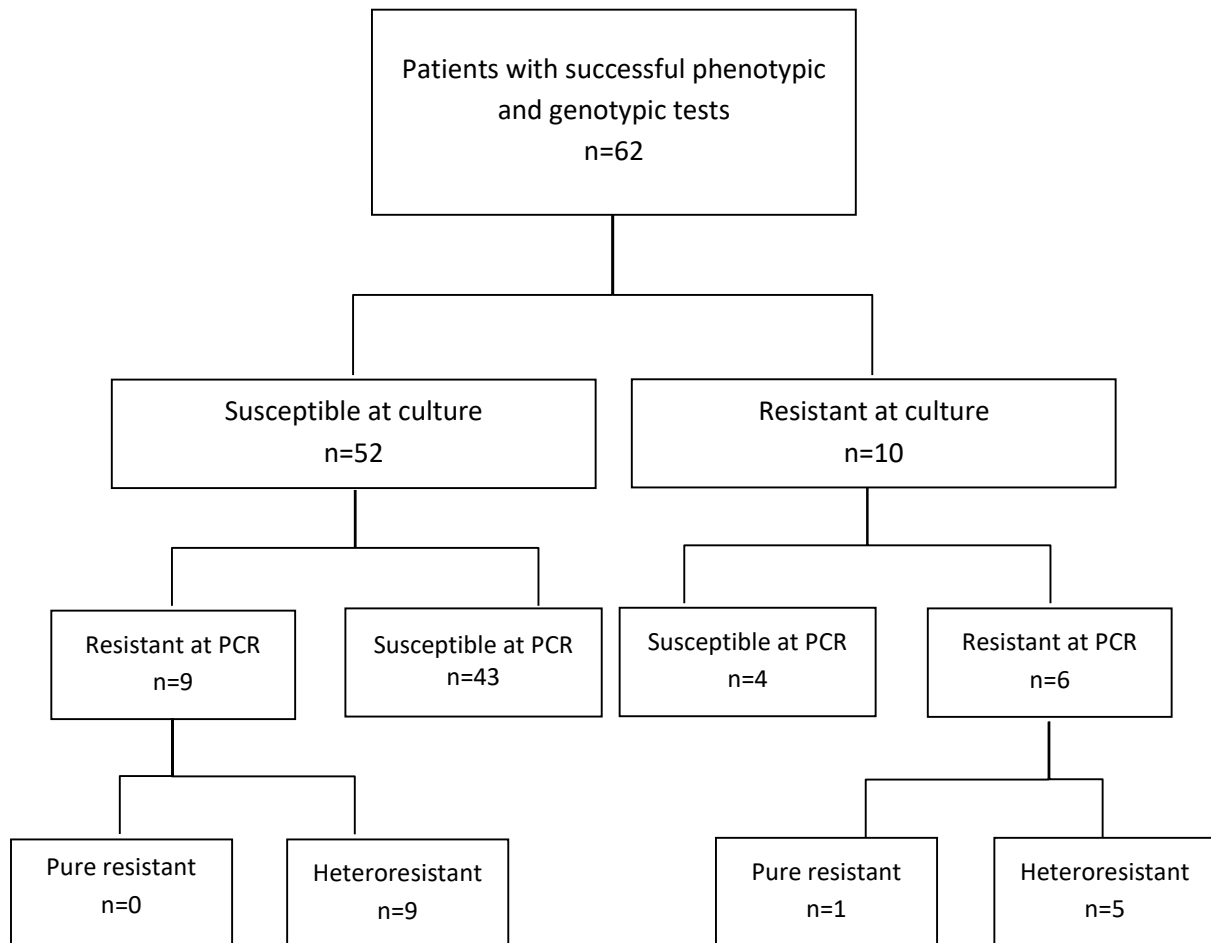 Patients with successful phenotypic
and genotypic tests
n=62
Susceptible at culture
n=52
Resistant at culture
n=10
Resistant at PCR
n=9
Susceptible at PCR
n=43
Susceptible at PCR
n=4
Resistant at PCR
n=6
Pure resistant
n=0
Heteroresistant
n=9
Pure resistant
n=1
Heteroresistant
n=5